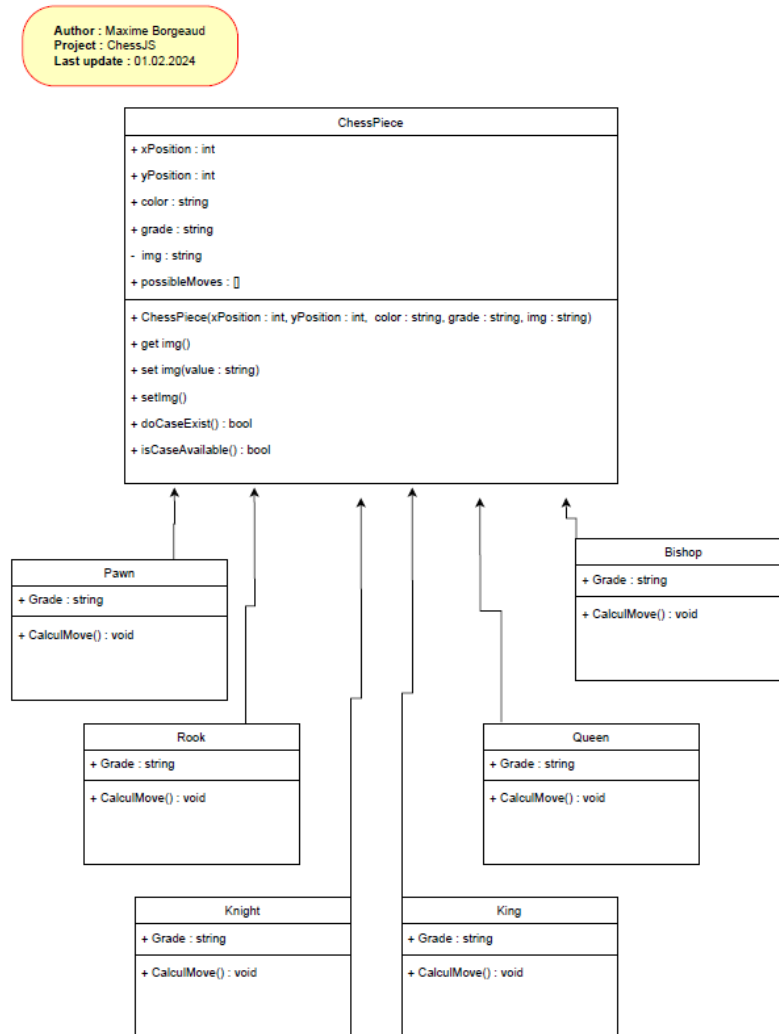 Author : Maxime Borgeaud
Project : ChessJS
Last update : 01.02.2024
ChessPiece
+ xPosition : int
+ yPosition : int
+ color : string
+ grade : string
- img : string
+ possibleMoves : []
+ ChessPiece(xPosition : int, yPosition : int, color : string, grade : string, img : string)
+ get img()
+ set img(value : string)
+ setImg()
+ doCaseExist() : bool
+ isCaseAvailable() : bool
Pawn
+ Grade : string
+ CalculMove() : void
Bishop
+ Grade : string
+ CalculMove() : void
Rook
+ Grade : string
+ CalculMove() : void
Queen
+ Grade : string
+ CalculMove() : void
Knight
+ Grade : string
+ CalculMove() : void
King
+ Grade : string
+ CalculMove() : void